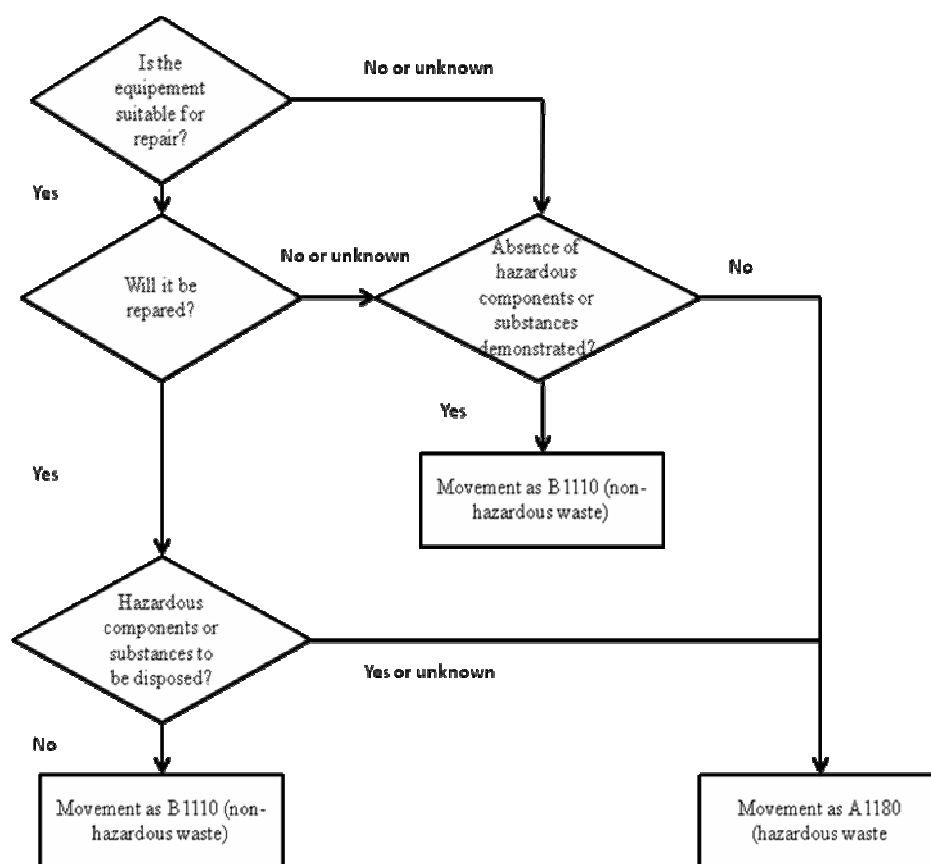 Is the
equipement
suitable for
repair?
No or unknown
Yes
Will it be
repared?
No or unknown
Absence of
hazardous
components or
substances
demonstrated?
No
Yes
Movement as B1110 (non-
hazardous waste)
Yes
Hazardous
components or
substances to
be disposed?
Yes or unknown
No
Movement as B1110 (non-
hazardous waste)
Movement as A1180
(hazardous waste